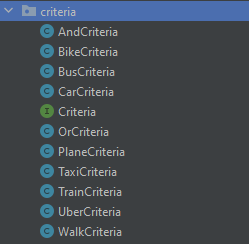 criteria
AndCriteria
BikeCriteria
BusCriteria
CarCriteria
Criteria
OrCriteria
PlaneCriteria
TaxiCriteria
TrainCriteria
UberCriteria
WalkCriteria